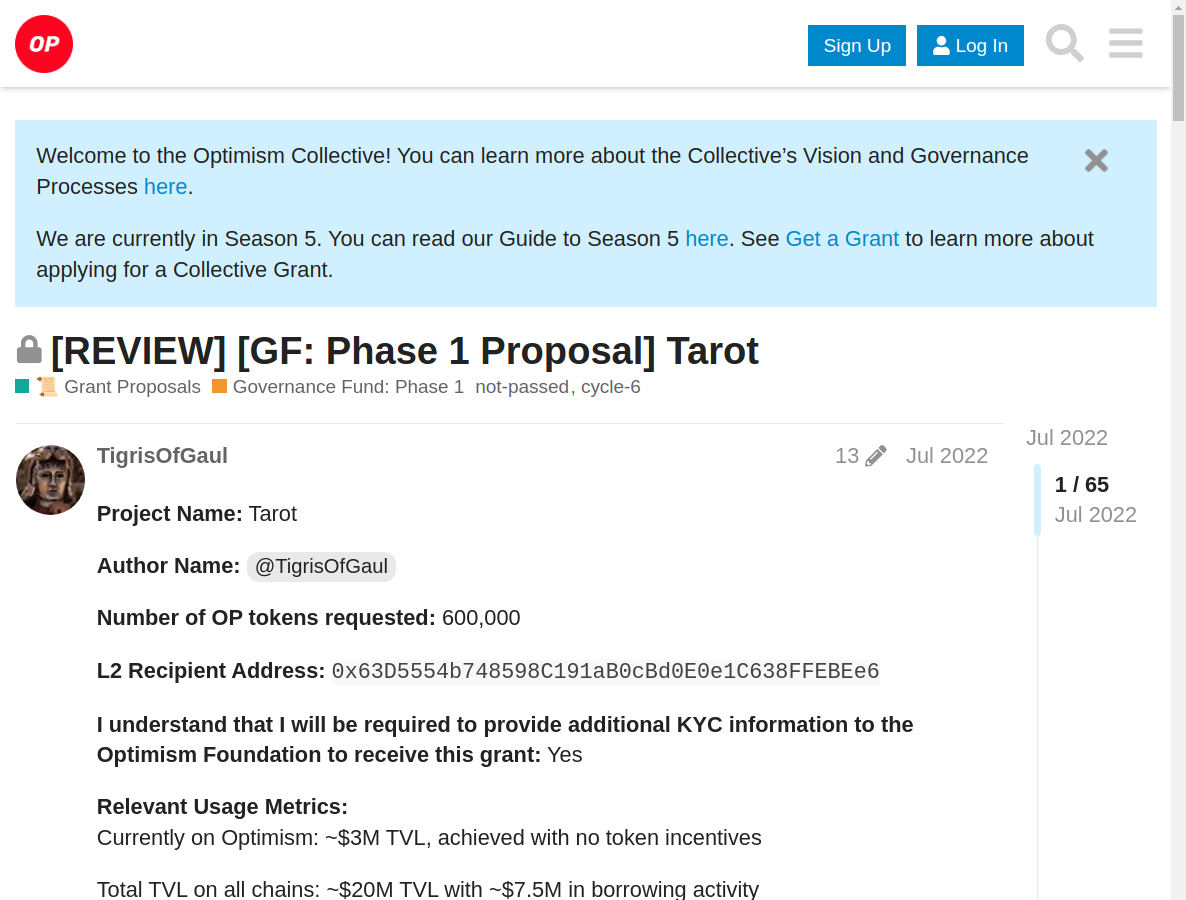 OP
Sign Up
Log In
Welcome to the Optimism Collective! You can learn more about the Collective’s Vision and Governance
Processes here.
We are currently in Season 5. You can read our Guide to Season 5 here. See Get a Grant to learn more about
applying for a Collective Grant.
[REVIEW] [GF: Phase 1 Proposal] Tarot
Grant Proposals Governance Fund: Phase 1 not-passed, cycle-6
TigrisOfGaul 13 Jul 2022
Jul 2022
1 / 65
Jul 2022
Project Name: Tarot
Author Name: @TigrisOfGaul
Number of OP tokens requested: 600,000
L2 Recipient Address: 0x63D5554b748598C191aB0cBd0E0e1C638FFEBEe6
I understand that I will be required to provide additional KYC information to the
Optimism Foundation to receive this grant: Yes
Relevant Usage Metrics:
Currently on Optimism: ~$3M TVL, achieved with no token incentives
Total TVL on all chains: ~$20M TVL with ~$7.5M in borrowing activity